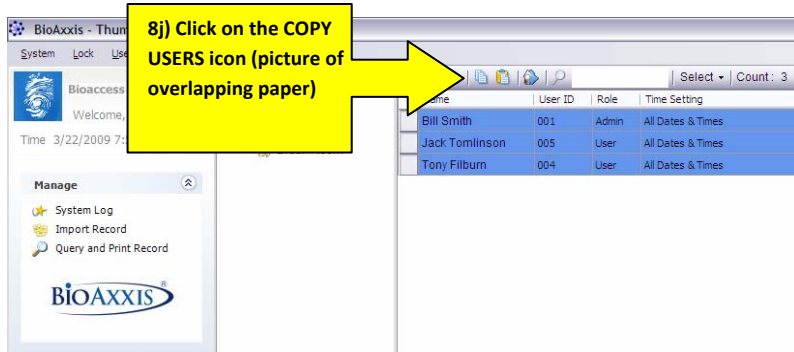 BioAxxis - Thum
8j) Click on the COPY
USERS icon (picture of
overlapping paper)
System Lock Use
Bioaccess
Welcome,
Time 3/22/2009 7:
Select Count: 3
Name User ID Role Time Setting
Bill Smith 001 Admin All Dates & Times
Jack Tomlinson 005 User All Dates & Times
Tony Filburn 004 User All Dates & Times
Manage
System Log
Import Record
Query and Print Record
BIOAXXIS®